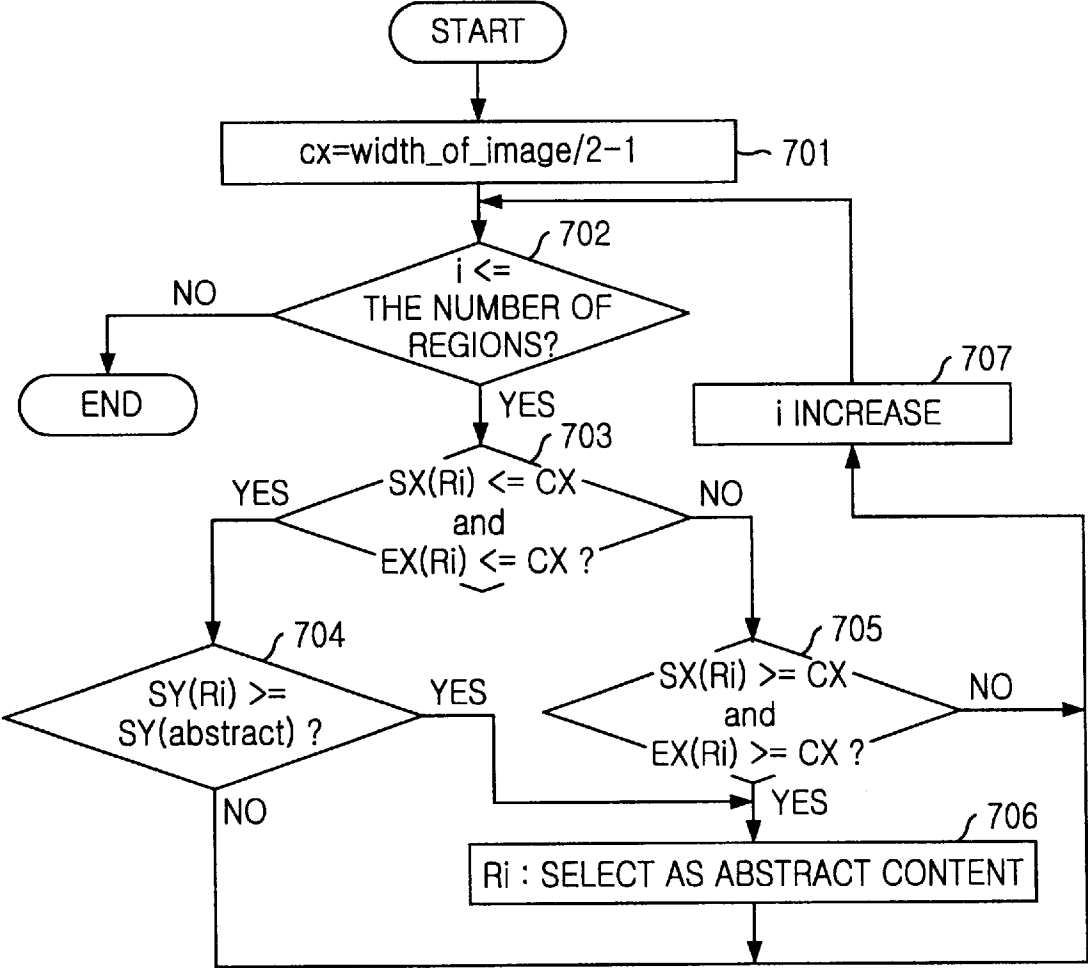 START
cx=width_of_image/2-1
701
702
i <=
THE NUMBER OF
REGIONS?
NO
END
YES
707
i INCREASE
703
SX(Ri) <= CX
and
EX(Ri) <= CX ?
YES
NO
704
SY(Ri) >=
SY(abstract) ?
YES
NO
705
SX(Ri) >= CX
and
EX(Ri) >= CX ?
NO
YES
706
Ri : SELECT AS ABSTRACT CONTENT